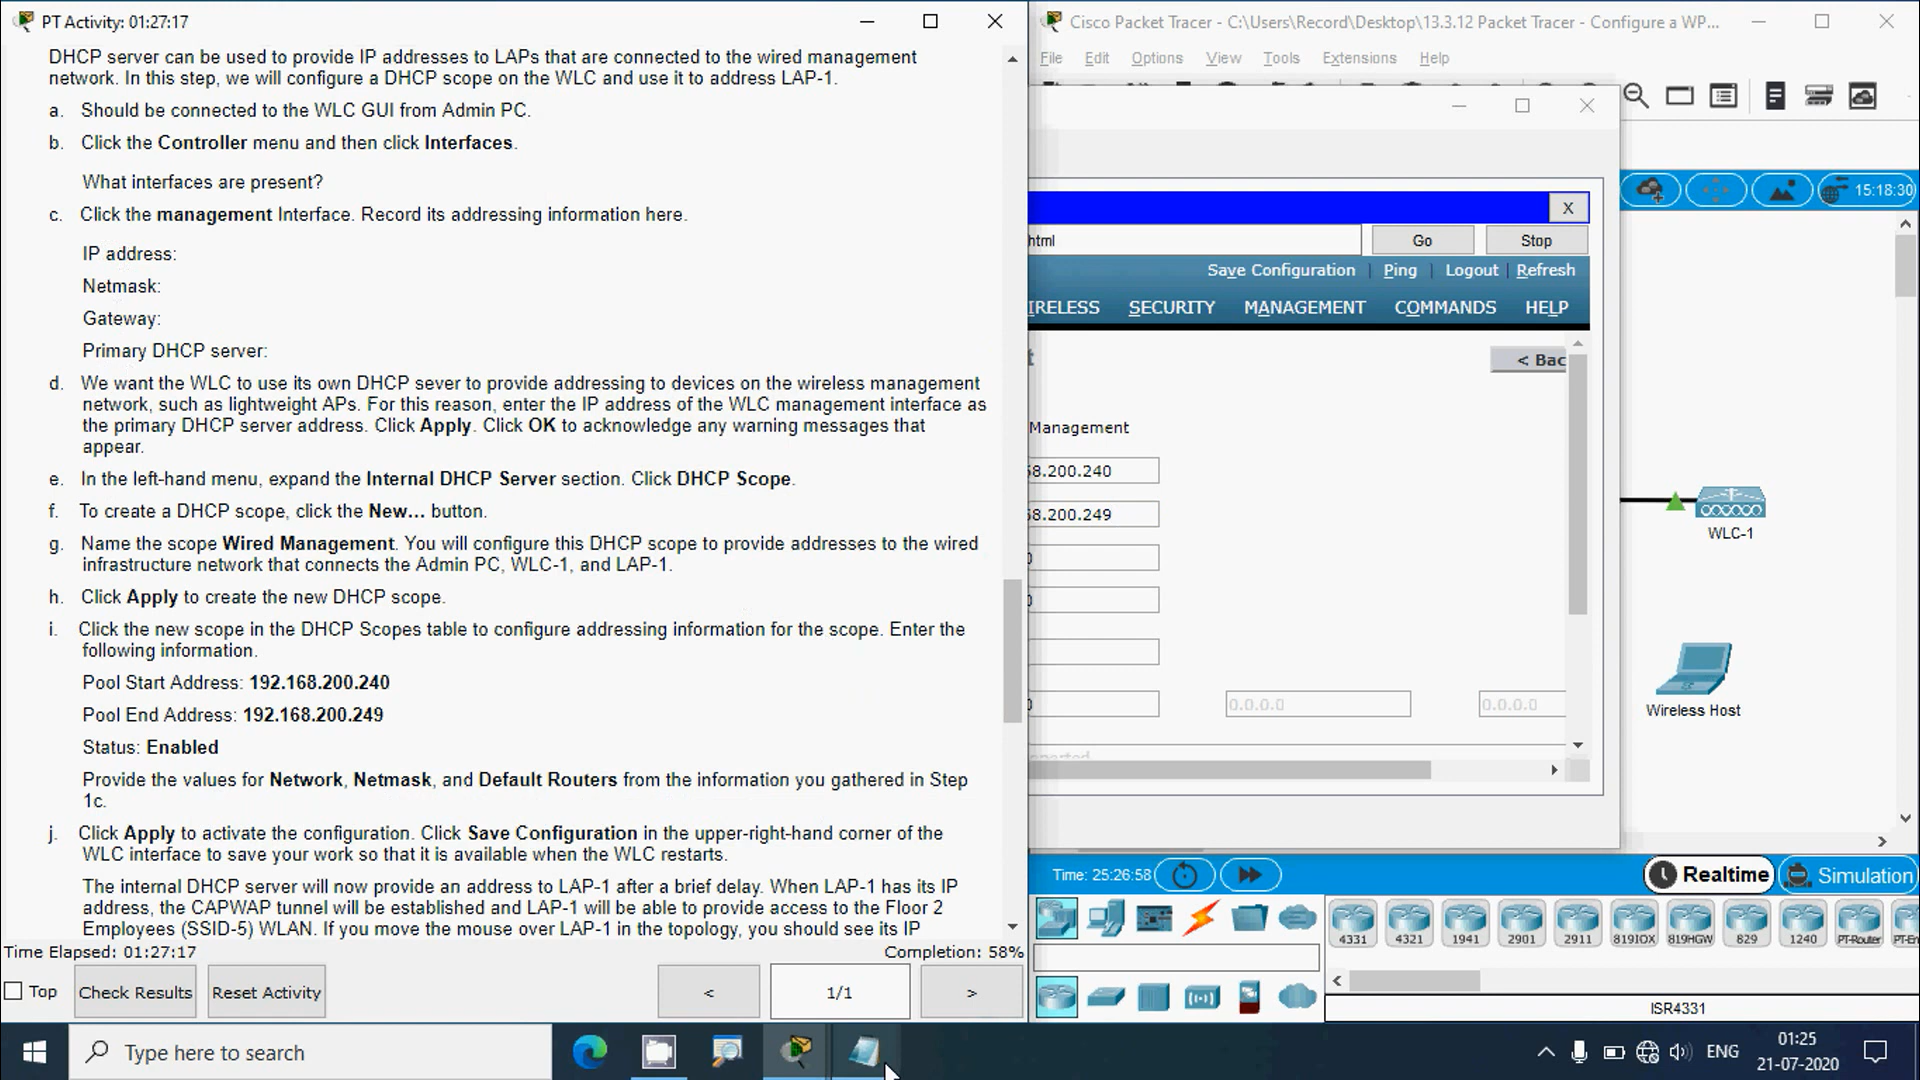 PT Activity: 01:27:17
DHCP server can be used to provide IP addresses to LAPs that are connected to the wired management
network. In this step, we will configure a DHCP scope on the WLC and use it to address LAP-1.
a. Should be connected to the WLC GUI from Admin PC.
b. Click the Controller menu and then click Interfaces.
What interfaces are present?
c. Click the management Interface. Record its addressing information here.
IP address:
Netmask:
Gateway:
Primary DHCP server:
d. We want the WLC to use its own DHCP sever to provide addressing to devices on the wireless management
network, such as lightweight APs. For this reason, enter the IP address of the WLC management interface as
the primary DHCP server address. Click Apply. Click OK to acknowledge any warning messages that
appear.
e. In the left-hand menu, expand the Internal DHCP Server section. Click DHCP Scope.
f. To create a DHCP scope, click the New... button.
g. Name the scope Wired Management. You will configure this DHCP scope to provide addresses to the wired
infrastructure network that connects the Admin PC, WLC-1, and LAP-1.
h. Click Apply to create the new DHCP scope.
i. Click the new scope in the DHCP Scopes table to configure addressing information for the scope. Enter the
following information.
Pool Start Address: 192.168.200.240
Pool End Address: 192.168.200.249
Status: Enabled
Provide the values for Network, Netmask, and Default Routers from the information you gathered in Step
1c.
j. Click Apply to activate the configuration. Click Save Configuration in the upper-right-hand corner of the
WLC interface to save your work so that it is available when the WLC restarts.
The internal DHCP server will now provide an address to LAP-1 after a brief delay. When LAP-1 has its IP
address, the CAPWAP tunnel will be established and LAP-1 will be able to provide access to the Floor 2
Employees (SSID-5) WLAN. If you move the mouse over LAP-1 in the topology, you should see its IP
Time Elapsed: 01:27:17 Completion: 58%
Top Check Results Reset Activity < 1/1 >
Cisco Packet Tracer - C:\Users\Record\Desktop\13.3.12 Packet Tracer - Configure a WP...
File Edit Options View Tools Extensions Help
15:18:30
X
html Go Stop
Save Configuration Ping Logout Refresh
IRELESS SECURITY MANAGEMENT COMMANDS HELP
< Bac
Management
58.200.240
58.200.249
0
0
0 0.0.0.0 0.0.0.0
WLC-1
Wireless Host
Time: 25:26:58 Realtime Simulation
4331 4321 1941 2901 2911 819IOX 819HGW 829 1240 PT-Router PT-En
ISR4331
Type here to search
ENG
01:25
21-07-2020